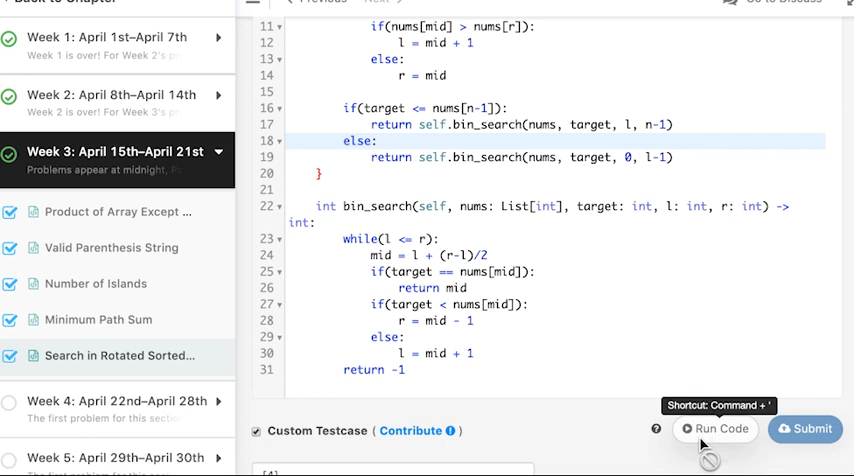 Back to Chapter
Previous
Next
Go to Discuss
Week 1: April 1st–April 7th
Week 1 is over! For Week 2's pr
Week 2: April 8th–April 14th
Week 2 is over! For Week 3's pr
Week 3: April 15th–April 21st
Problems appear at midnight, Pa
Product of Array Except ...
Valid Parenthesis String
Number of Islands
Minimum Path Sum
Search in Rotated Sorted...
Week 4: April 22nd–April 28th
The first problem for this section
Week 5: April 29th–April 30th
11 if(nums[mid] > nums[r]):
12 l = mid + 1
13 else:
14 r = mid
15
16 if(target <= nums[n-1]):
17 return self.bin_search(nums, target, l, n-1)
18 else:
19 return self.bin_search(nums, target, 0, l-1)
20 }
21
22 int bin_search(self, nums: List[int], target: int, l: int, r: int) ->
int:
23 while(l <= r):
24 mid = l + (r-l)/2
25 if(target == nums[mid]):
26 return mid
27 if(target < nums[mid]):
28 r = mid - 1
29 else:
30 l = mid + 1
31 return -1
Shortcut: Command + '
Custom Testcase ( Contribute )
? Run Code
Submit
[4]